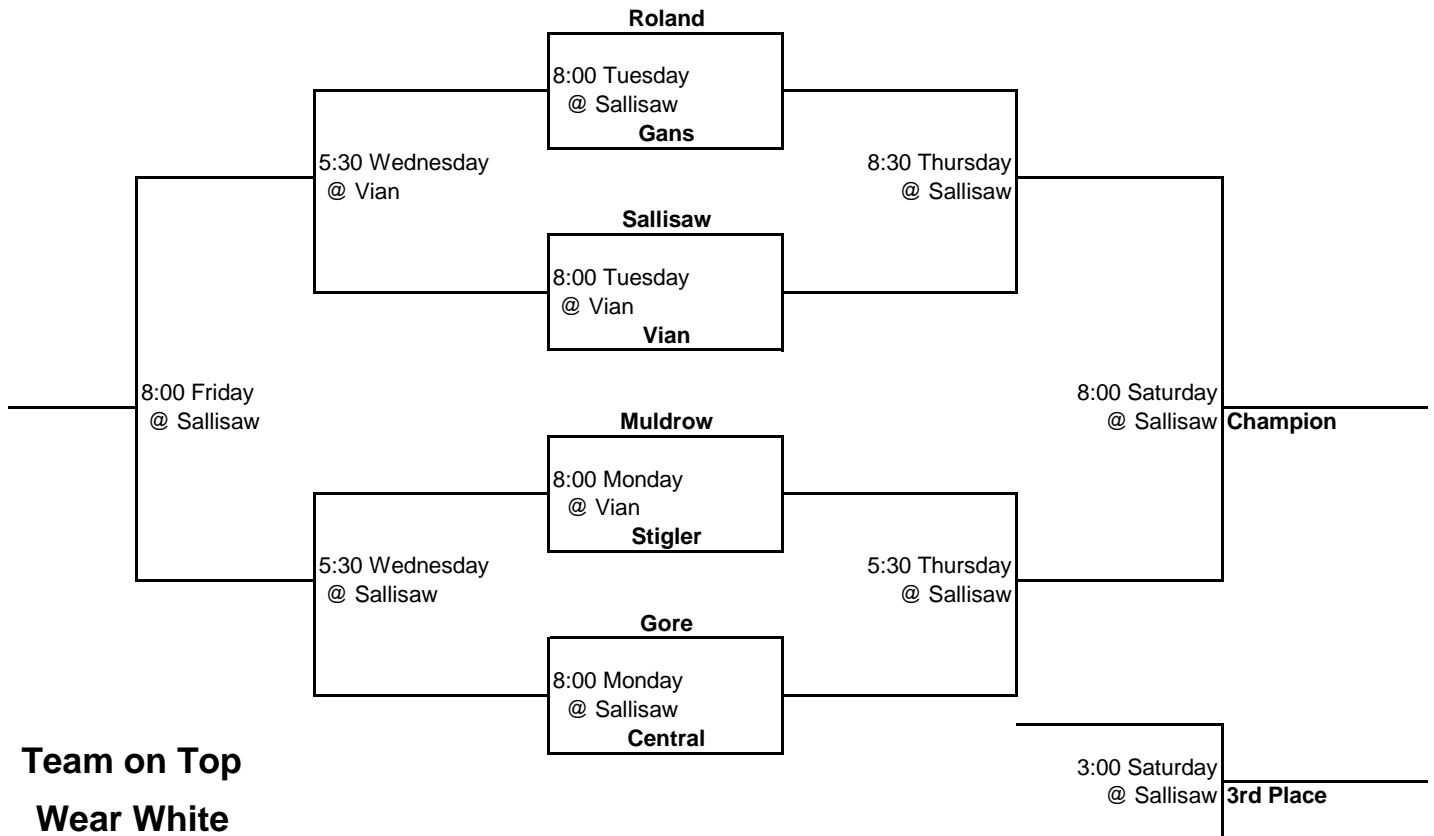 Roland
8:00 Tuesday
@ Sallisaw
Gans
5:30 Wednesday
@ Vian
8:30 Thursday
@ Sallisaw
Sallisaw
8:00 Tuesday
@ Vian
Vian
8:00 Friday
@ Sallisaw
8:00 Saturday
@ Sallisaw Champion
Muldrow
8:00 Monday
@ Vian
Stigler
5:30 Wednesday
@ Sallisaw
5:30 Thursday
@ Sallisaw
Gore
8:00 Monday
@ Sallisaw
Central
Team on Top
Wear White
3:00 Saturday
@ Sallisaw 3rd Place